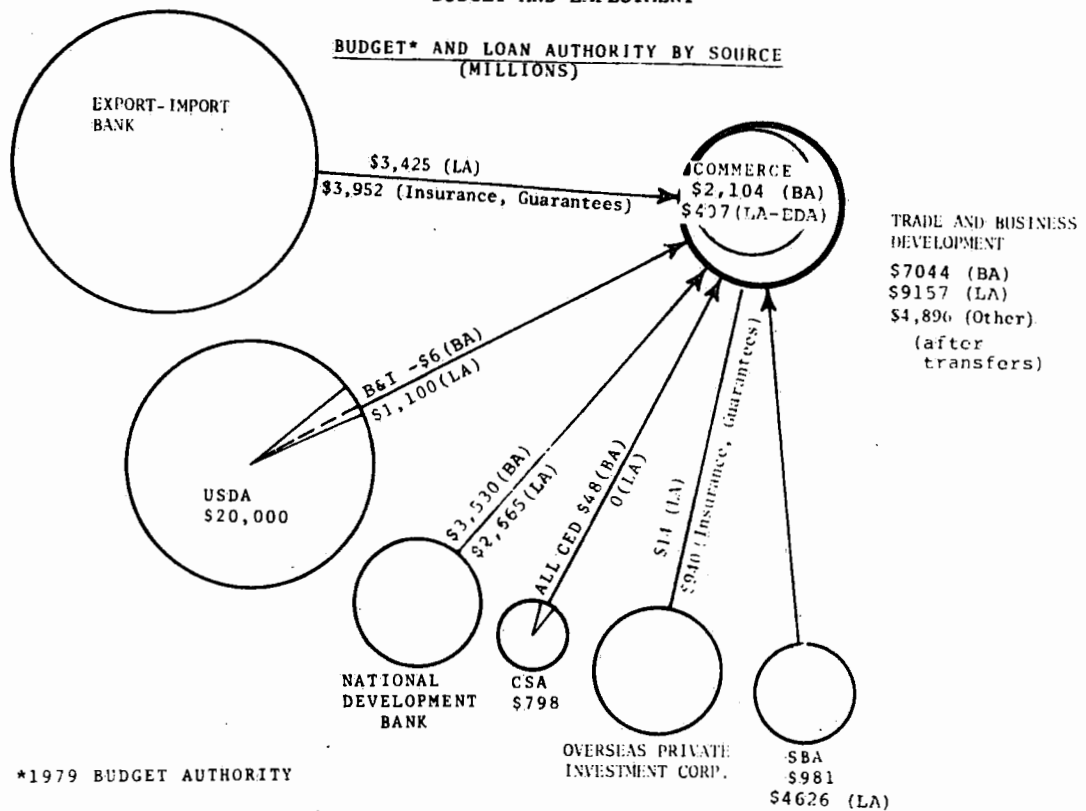 BUDGET* AND LOAN AUTHORITY BY SOURCE
(MILLIONS)
EXPORT-IMPORT
BANK
$3,425 (LA)
$3,952 (Insurance, Guarantees)
COMMERCE
$2,104 (BA)
$407(LA-EDA)
TRADE AND BUSINESS
DEVELOPMENT
$7044 (BA)
$9157 (LA)
$4,896 (Other)
(after
transfers)
B&I -$6(BA)
$1,100(LA)
USDA
$20,000
$3,530(BA)
$2,665(LA)
ALL CED $48(BA)
0(LA)
$14 (LA)
$940(Insurance, Guarantees)
NATIONAL
DEVELOPMENT
BANK
CSA
$798
OVERSEAS PRIVATE
INVESTMENT CORP.
SBA
$981
$4626 (LA)
*1979 BUDGET AUTHORITY